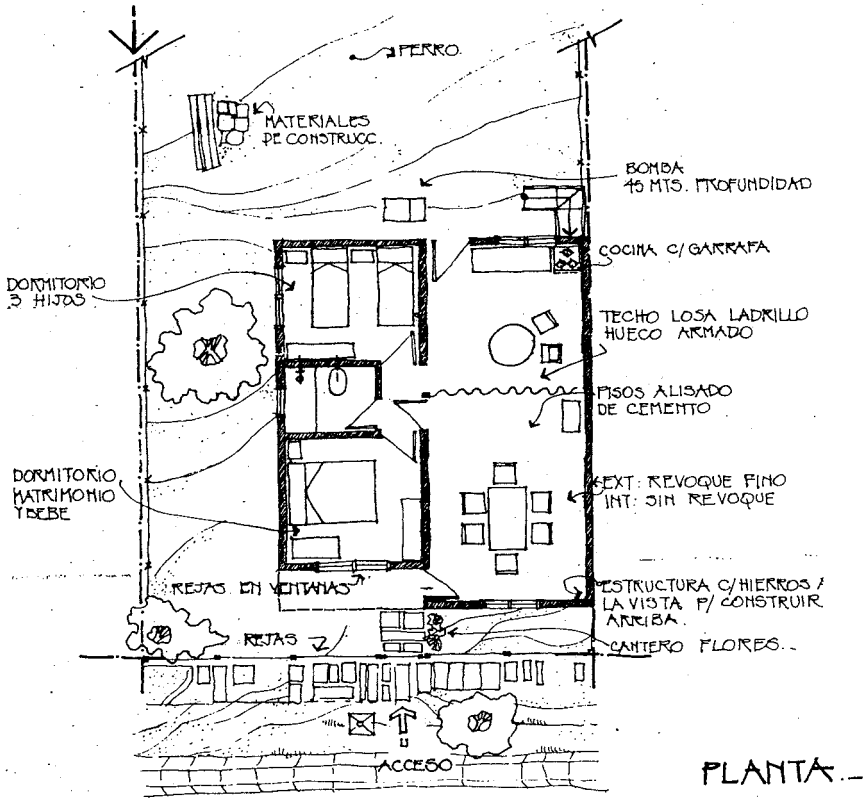 PERRO.
MATERIALES
DE CONSTRUCC.
BOMBA
45 MTS. PROFUNDIDAD
COCINA C/GARRAFA
DORMITORIO
3 HIJOS
TECHO LOSA LADRILLO
HUECO ARMADO
PISOS ALISADO
DE CEMENTO
DORMITORIO
MATRIMONIO
Y BEBE
EXT: REVOQUE FINO
INT: SIN REVOQUE
REJAS EN VENTANAS
ESTRUCTURA C/HIERROS A
LA VISTA P/ CONSTRUIR
ARRIBA.
REJAS
CANTERO FLORES._
ACCESO
PLANTA._